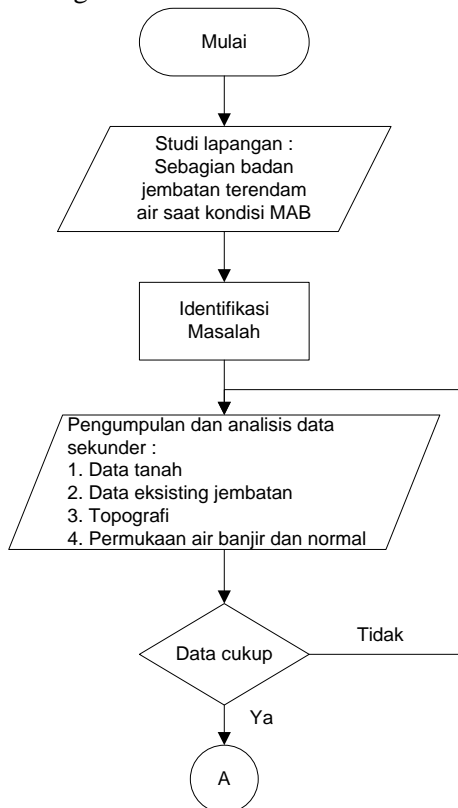 Mulai
Studi lapangan :
Sebagian badan
jembatan terendam
air saat kondisi MAB
Identifikasi
Masalah
Pengumpulan dan analisis data
sekunder :
1. Data tanah
2. Data eksisting jembatan
3. Topografi
4. Permukaan air banjir dan normal
Data cukup
Tidak
Ya
A